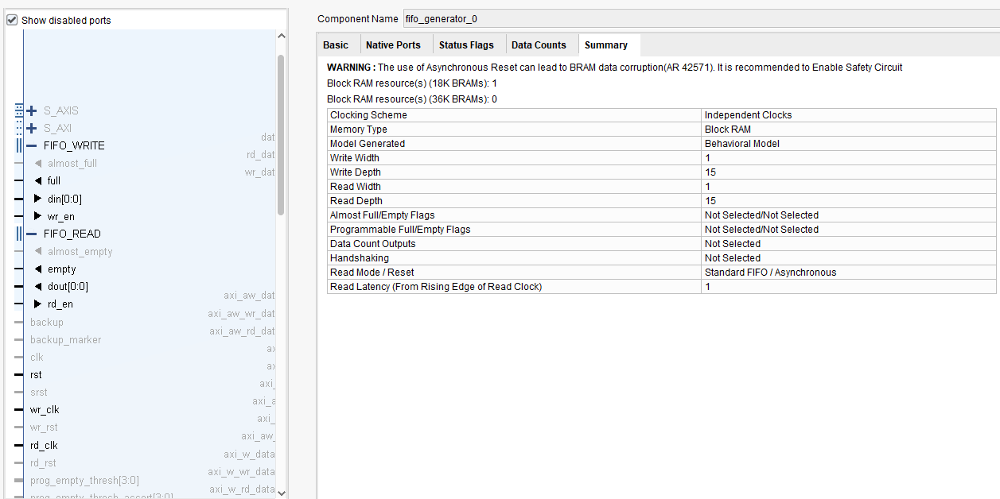 Show disabled ports
S_AXIS
S_AXI
dat
FIFO_WRITE
rd_dat
almost_full
wr_dat
full
din[0:0]
wr_en
FIFO_READ
almost_empty
empty
dout[0:0]
axi_aw_dat
rd_en
axi_aw_wr_dat
backup
axi_aw_rd_dat
backup_marker
clk
rst
axi_
srst
axi_a
wr_clk
axi_
wr_rst
axi_aw_
rd_clk
axi_w_data
rd_rst
axi_w_wr_data
prog_empty_thresh[3:0]
axi_w_rd_data
prog_empty_thresh_assert[3:0]
Component Name fifo_generator_0
Basic Native Ports Status Flags Data Counts Summary
WARNING : The use of Asynchronous Reset can lead to BRAM data corruption(AR 42571). It is recommended to Enable Safety Circuit
Block RAM resource(s) (18K BRAMs): 1
Block RAM resource(s) (36K BRAMs): 0
Clocking Scheme Independent Clocks
Memory Type Block RAM
Model Generated Behavioral Model
Write Width 1
Write Depth 15
Read Width 1
Read Depth 15
Almost Full/Empty Flags Not Selected/Not Selected
Programmable Full/Empty Flags Not Selected/Not Selected
Data Count Outputs Not Selected
Handshaking Not Selected
Read Mode / Reset Standard FIFO / Asynchronous
Read Latency (From Rising Edge of Read Clock) 1